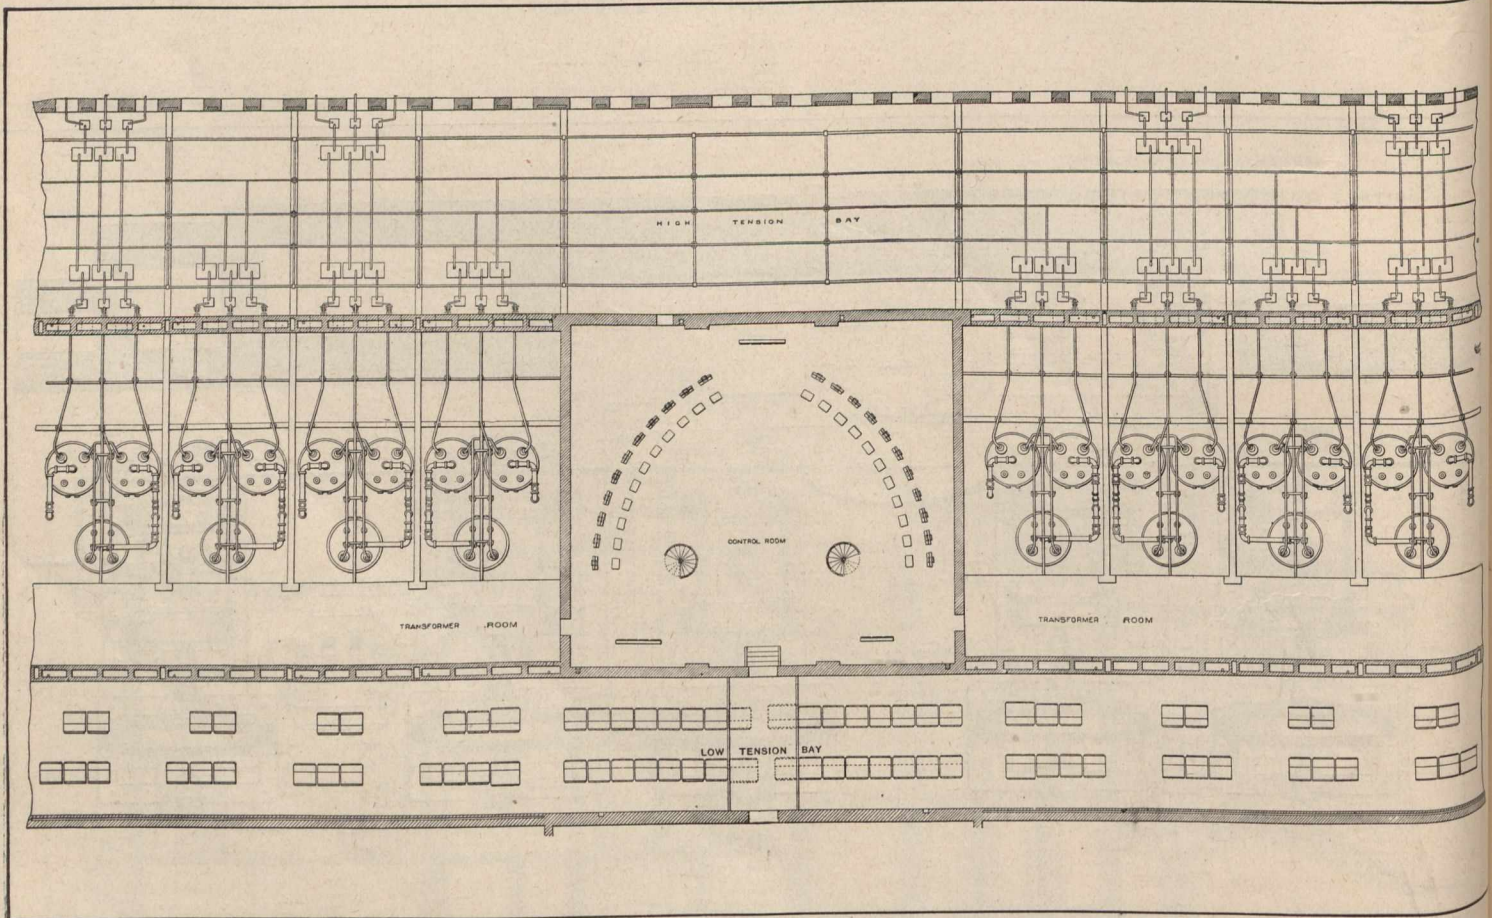 HIGH TENSION BAY
CONTROL ROOM
TRANSFORMER ROOM
TRANSFORMER ROOM
LOW TENSION BAY